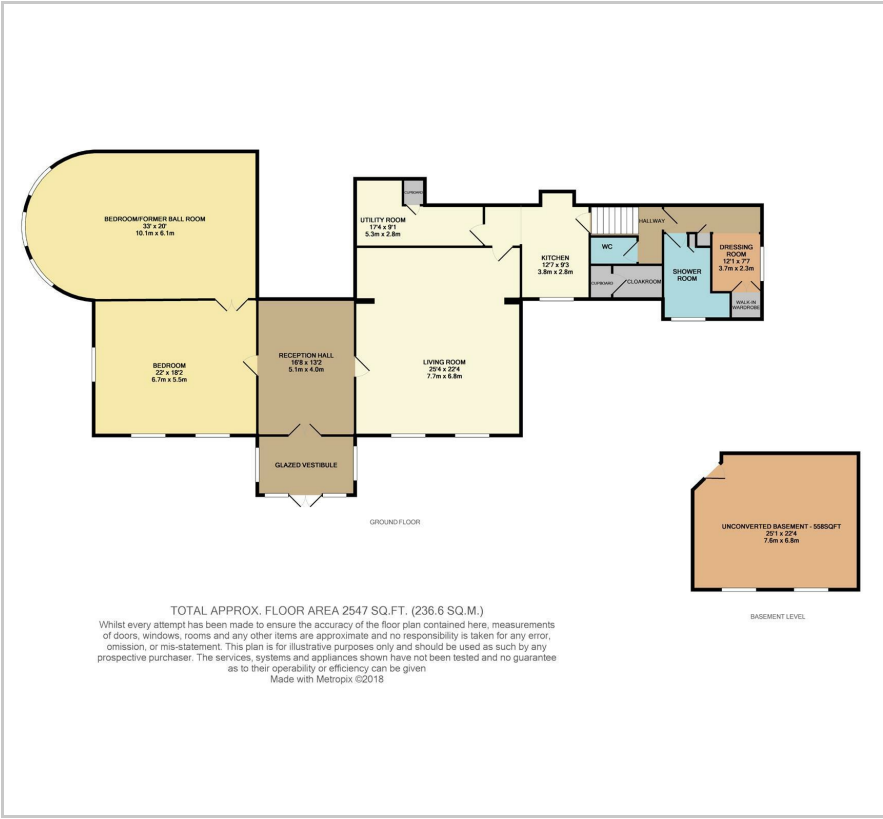 BEDROOM/FORMER BALL ROOM
33' x 20'
10.1m x 6.1m
CUPBOARD
UTILITY ROOM
17'4 x 9'1
5.3m x 2.8m
KITCHEN
12'7 x 9'3
3.8m x 2.8m
HALLWAY
WC
CUPBOARD
CLOAKROOM
SHOWER
ROOM
DRESSING
ROOM
12'1 x 7'7
3.7m x 2.3m
WALK-IN
WARDROBE
BEDROOM
22' x 18'2
6.7m x 5.5m
RECEPTION HALL
16'8 x 13'2
5.1m x 4.0m
LIVING ROOM
25'4 x 22'4
7.7m x 6.8m
GLAZED VESTIBULE
GROUND FLOOR
UNCONVERTED BASEMENT - 558SQFT
25'1 x 22'4
7.6m x 6.8m
BASEMENT LEVEL
TOTAL APPROX. FLOOR AREA 2547 SQ.FT. (236.6 SQ.M.)
Whilst every attempt has been made to ensure the accuracy of the floor plan contained here, measurements
of doors, windows, rooms and any other items are approximate and no responsibility is taken for any error,
omission, or mis-statement. This plan is for illustrative purposes only and should be used as such by any
prospective purchaser. The services, systems and appliances shown have not been tested and no guarantee
as to their operability or efficiency can be given
Made with Metropix ©2018